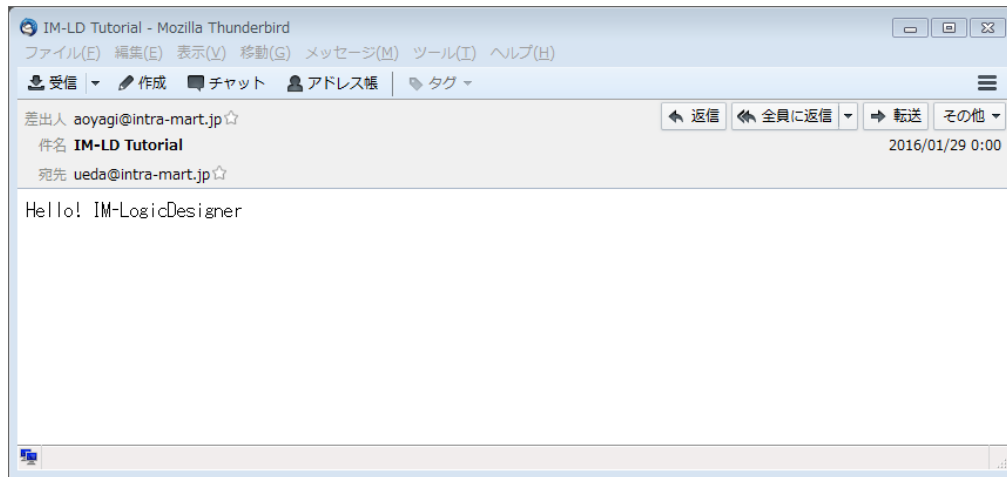 IM-LD Tutorial - Mozilla Thunderbird
ファイル(F) 編集(E) 表示(V) 移動(G) メッセージ(M) ツール(T) ヘルプ(H)
受信 作成 チャット アドレス帳 タグ
差出人 aoyagi@intra-mart.jp 返信 全員に返信 転送 その他
件名 IM-LD Tutorial 2016/01/29 0:00
宛先 ueda@intra-mart.jp
Hello! IM-LogicDesigner